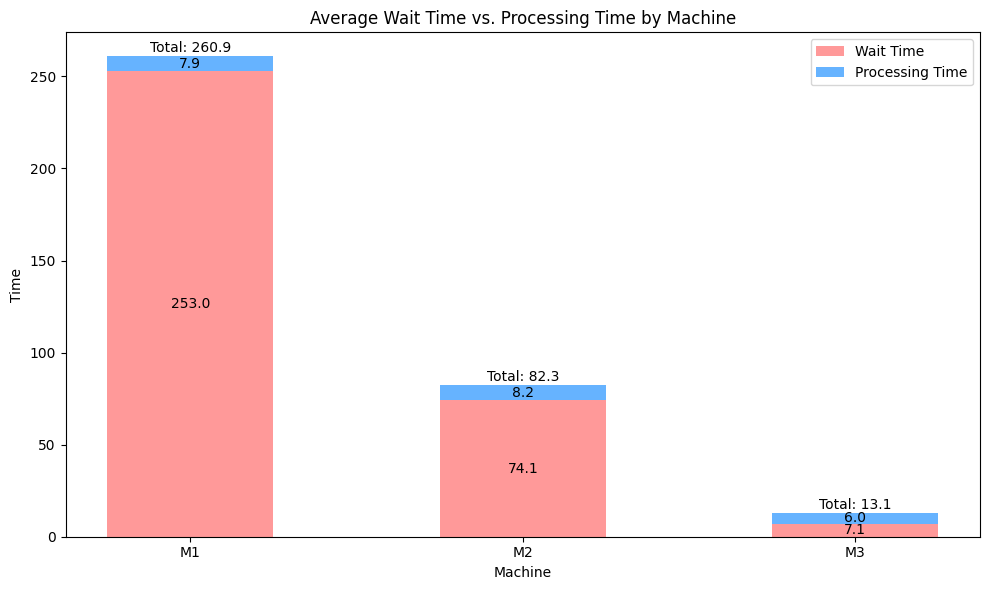 Average Wait Time vs. Processing Time by Machine
Wait Time
Processing Time
Time
250
200
150
100
50
0
Total: 260.9
7.9
253.0
Total: 82.3
8.2
74.1
Total: 13.1
6.0
7.1
M1
M2
M3
Machine